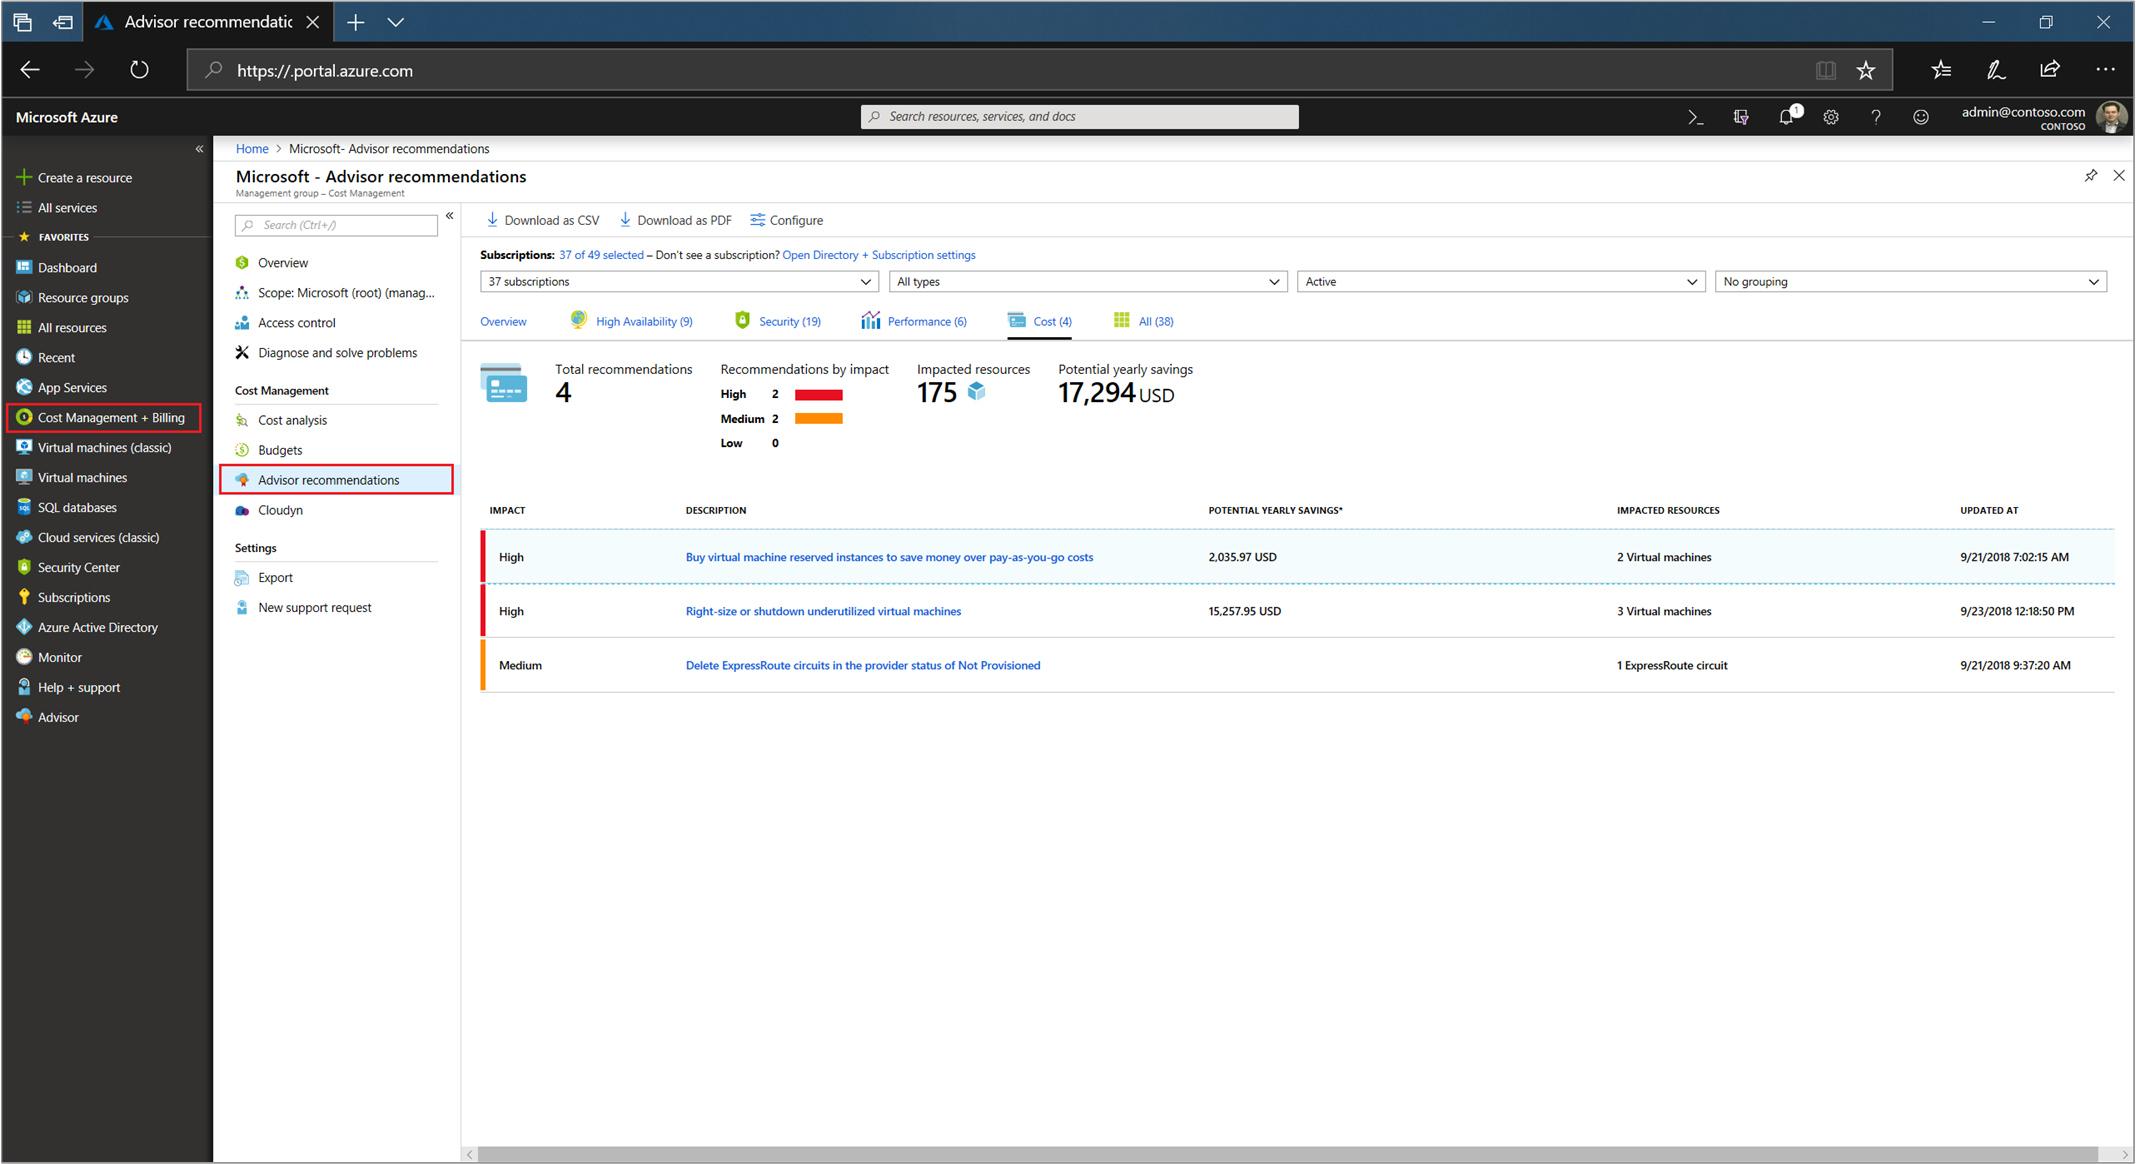 Advisor recommendatic
https://.portal.azure.com
Microsoft Azure
Search resources, services, and docs
1
admin@contoso.com
CONTOSO
Home > Microsoft- Advisor recommendations
Microsoft - Advisor recommendations
Management group – Cost Management
Create a resource
All services
FAVORITES
Dashboard
Resource groups
All resources
Recent
App Services
Cost Management + Billing
Virtual machines (classic)
Virtual machines
SQL databases
Cloud services (classic)
Security Center
Subscriptions
Azure Active Directory
Monitor
Help + support
Advisor
Search (Ctrl+/)
Overview
Scope: Microsoft (root) (manag...
Access control
Diagnose and solve problems
Cost Management
Cost analysis
Budgets
Advisor recommendations
Cloudyn
Settings
Export
New support request
Download as CSV Download as PDF Configure
Subscriptions: 37 of 49 selected – Don't see a subscription? Open Directory + Subscription settings
37 subscriptions All types Active No grouping
Overview High Availability (9) Security (19) Performance (6) Cost (4) All (38)
Total recommendations
4
Recommendations by impact
High 2
Medium 2
Low 0
Impacted resources
175
Potential yearly savings
17,294 USD
IMPACT DESCRIPTION POTENTIAL YEARLY SAVINGS* IMPACTED RESOURCES UPDATED AT
High Buy virtual machine reserved instances to save money over pay-as-you-go costs 2,035.97 USD 2 Virtual machines 9/21/2018 7:02:15 AM
High Right-size or shutdown underutilized virtual machines 15,257.95 USD 3 Virtual machines 9/23/2018 12:18:50 PM
Medium Delete ExpressRoute circuits in the provider status of Not Provisioned 1 ExpressRoute circuit 9/21/2018 9:37:20 AM